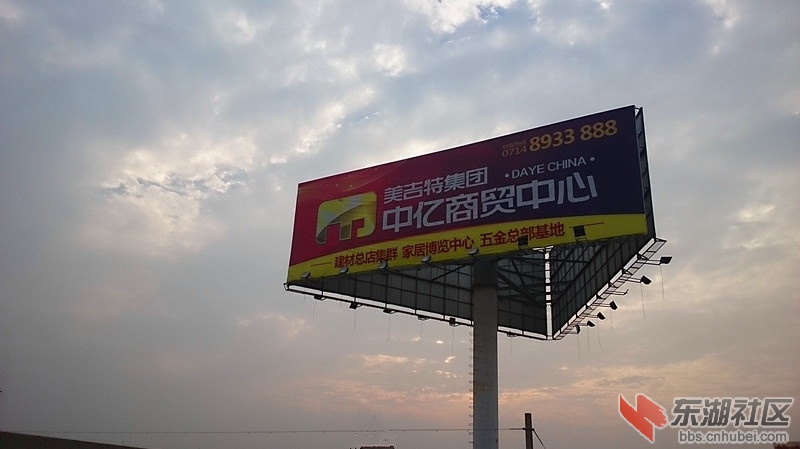 0714 8933 888
美吉特集团
·DAYE CHINA·
中亿商贸中心
建材总店集群 家居博览中心 五金总部基地
东湖社区
bbs.cnhubei.com